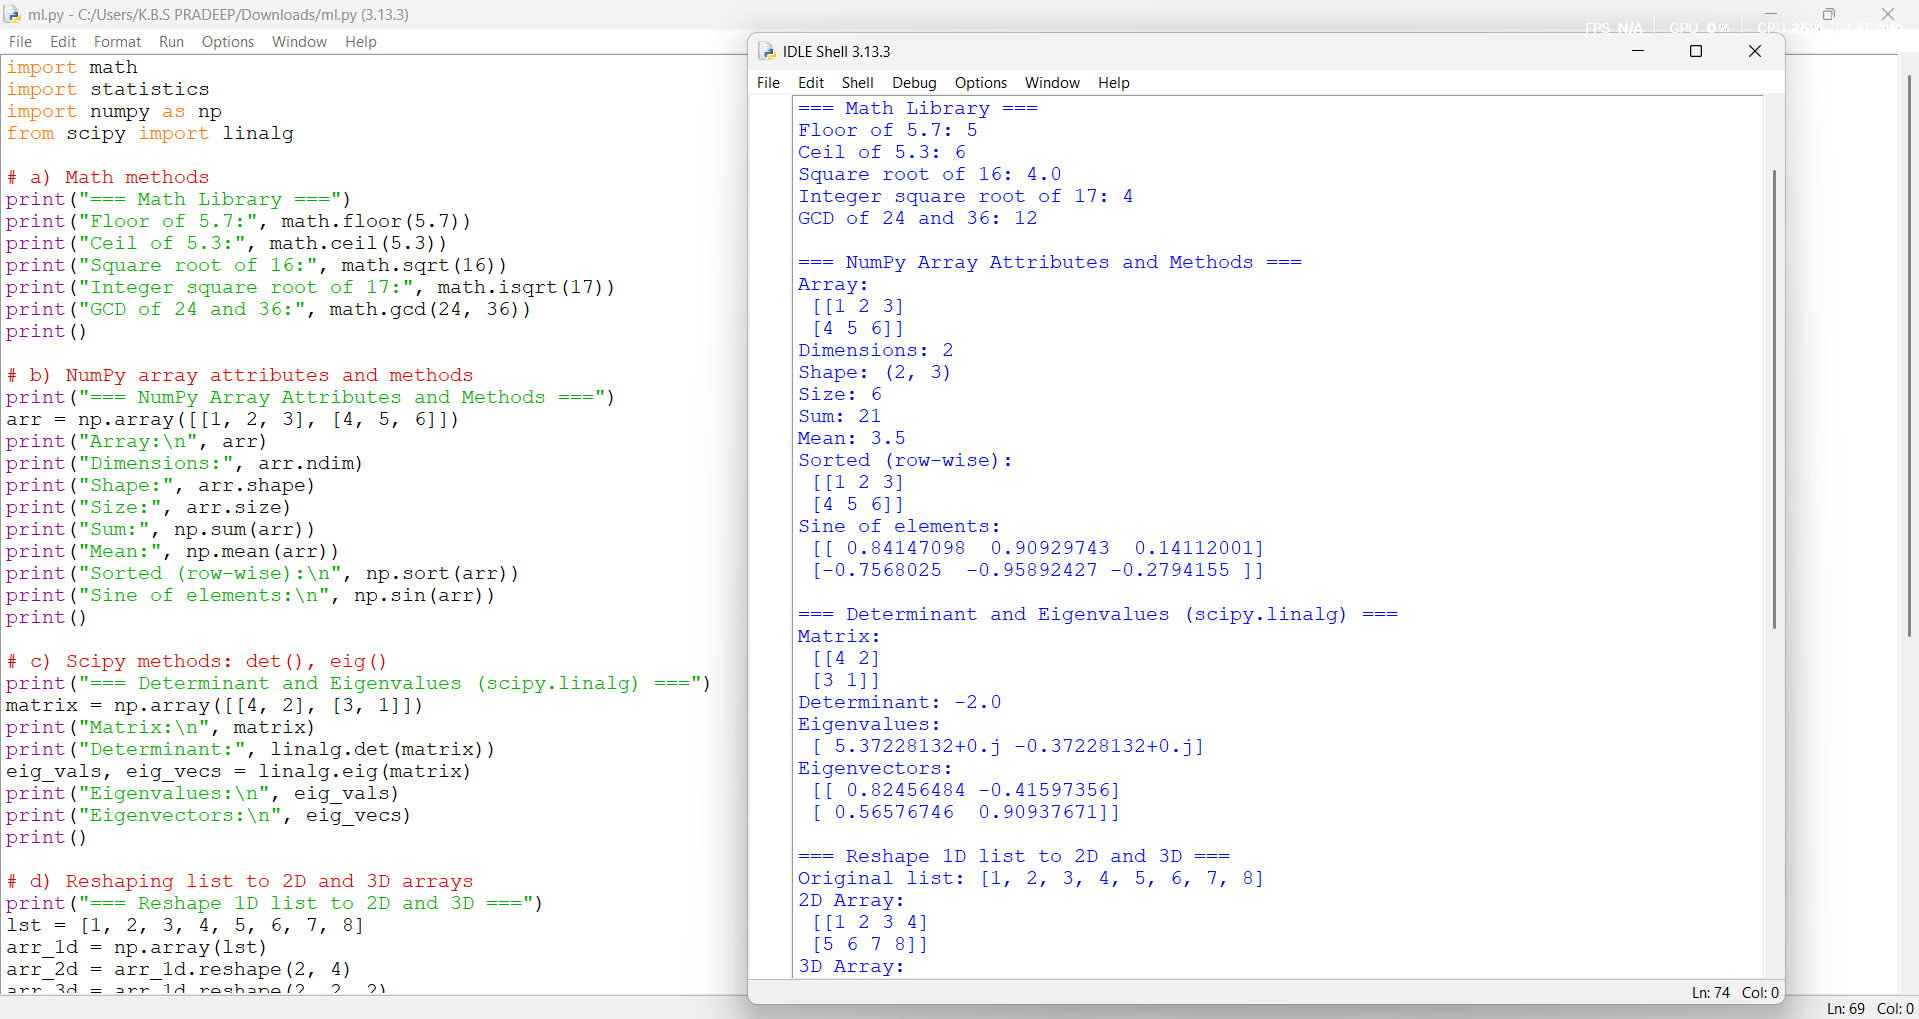 ml.py - C:/Users/K.B.S PRADEEP/Downloads/ml.py (3.13.3)
File Edit Format Run Options Window Help
import math
import statistics
import numpy as np
from scipy import linalg
# a) Math methods
print("=== Math Library ===")
print("Floor of 5.7:", math.floor(5.7))
print("Ceil of 5.3:", math.ceil(5.3))
print("Square root of 16:", math.sqrt(16))
print("Integer square root of 17:", math.isqrt(17))
print("GCD of 24 and 36:", math.gcd(24, 36))
print()
# b) NumPy array attributes and methods
print("=== NumPy Array Attributes and Methods ===")
arr = np.array([[1, 2, 3], [4, 5, 6]])
print("Array:\n", arr)
print("Dimensions:", arr.ndim)
print("Shape:", arr.shape)
print("Size:", arr.size)
print("Sum:", np.sum(arr))
print("Mean:", np.mean(arr))
print("Sorted (row-wise):\n", np.sort(arr))
print("Sine of elements:\n", np.sin(arr))
print()
# c) Scipy methods: det(), eig()
print("=== Determinant and Eigenvalues (scipy.linalg) ===")
matrix = np.array([[4, 2], [3, 1]])
print("Matrix:\n", matrix)
print("Determinant:", linalg.det(matrix))
eig_vals, eig_vecs = linalg.eig(matrix)
print("Eigenvalues:\n", eig_vals)
print("Eigenvectors:\n", eig_vecs)
print()
# d) Reshaping list to 2D and 3D arrays
print("=== Reshape 1D list to 2D and 3D ===")
lst = [1, 2, 3, 4, 5, 6, 7, 8]
arr_1d = np.array(lst)
arr_2d = arr_1d.reshape(2, 4)
arr_3d = arr_1d.reshape(2, 2, 2)
FPS N/A GPU 0% CPU
IDLE Shell 3.13.3
File Edit Shell Debug Options Window Help
=== Math Library ===
Floor of 5.7: 5
Ceil of 5.3: 6
Square root of 16: 4.0
Integer square root of 17: 4
GCD of 24 and 36: 12
=== NumPy Array Attributes and Methods ===
Array:
[[1 2 3]
[4 5 6]]
Dimensions: 2
Shape: (2, 3)
Size: 6
Sum: 21
Mean: 3.5
Sorted (row-wise):
[[1 2 3]
[4 5 6]]
Sine of elements:
[[ 0.84147098  0.90929743  0.14112001]
[-0.7568025  -0.95892427 -0.2794155 ]]
=== Determinant and Eigenvalues (scipy.linalg) ===
Matrix:
[[4 2]
[3 1]]
Determinant: -2.0
Eigenvalues:
[ 5.37228132+0.j -0.37228132+0.j]
Eigenvectors:
[[ 0.82456484 -0.41597356]
[ 0.56576746  0.90937671]]
=== Reshape 1D list to 2D and 3D ===
Original list: [1, 2, 3, 4, 5, 6, 7, 8]
2D Array:
[[1 2 3 4]
[5 6 7 8]]
3D Array:
Ln: 74 Col: 0
Ln: 69 Col: 0